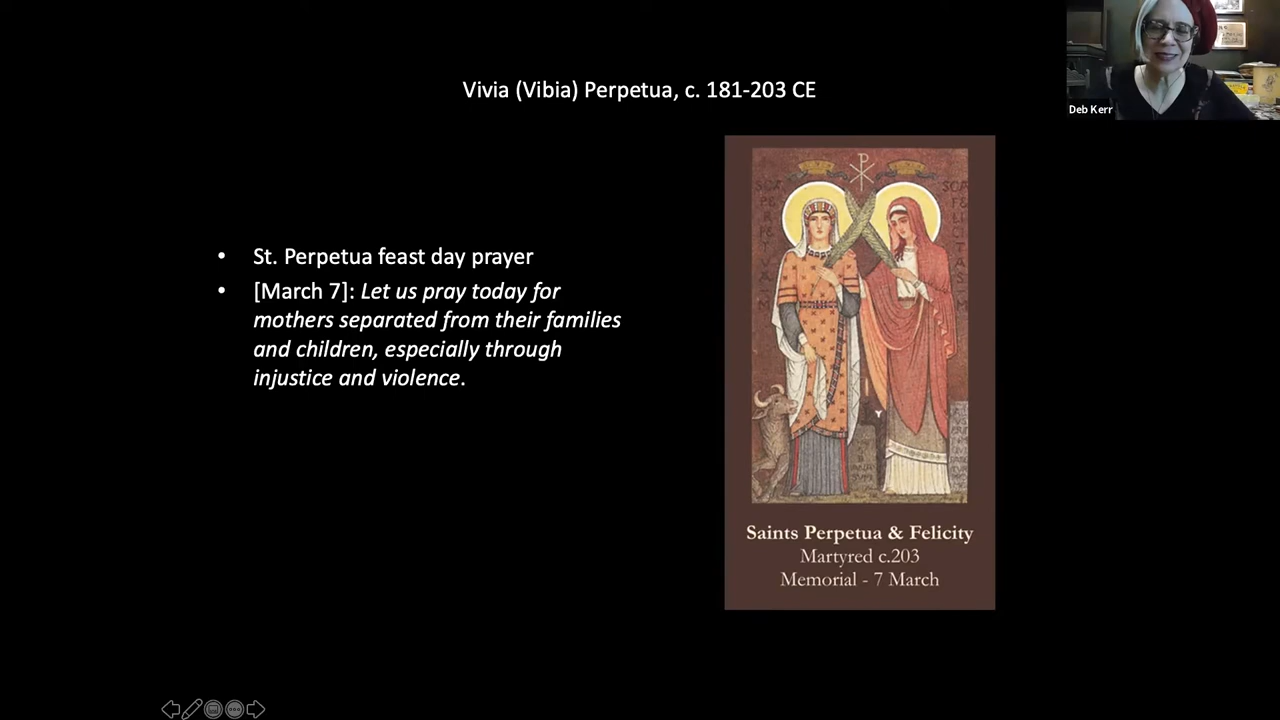 Vivia (Vibia) Perpetua, c. 181-203 CE
Deb Kerr
• St. Perpetua feast day prayer
• [March 7]: Let us pray today for
mothers separated from their families
and children, especially through
injustice and violence.
Saints Perpetua & Felicity
Martyred c.203
Memorial - 7 March